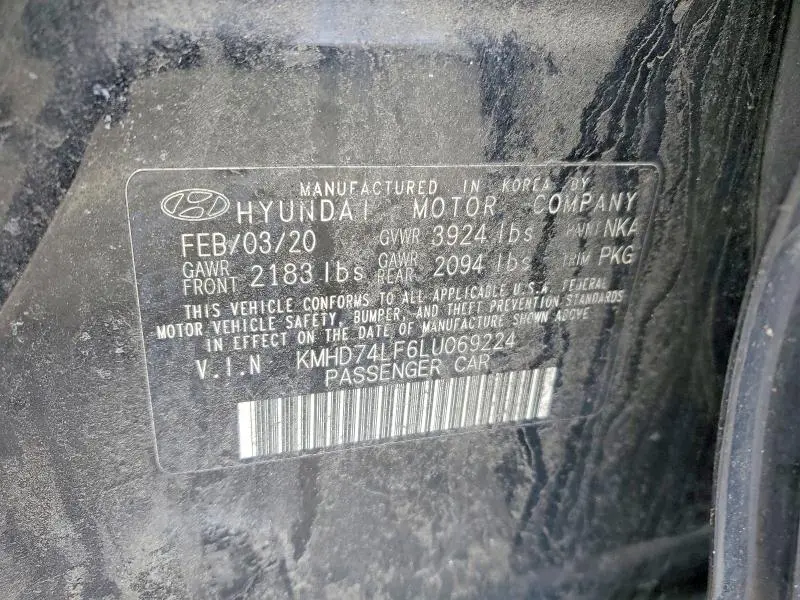 MANUFACTURED IN KOREA BY
HYUNDAI MOTOR COMPANY
FEB/03/20 GVWR 3924 lbs PAINT NKA
GAWR FRONT 2183 lbs GAWR REAR 2094 lbs TRIM PKG
THIS VEHICLE CONFORMS TO ALL APPLICABLE U.S.A. FEDERAL
MOTOR VEHICLE SAFETY, BUMPER, AND THEFT PREVENTION STANDARDS
IN EFFECT ON THE DATE OF MANUFACTURE SHOWN ABOVE
V.I.N KMHD74LF6LU069224
PASSENGER CAR